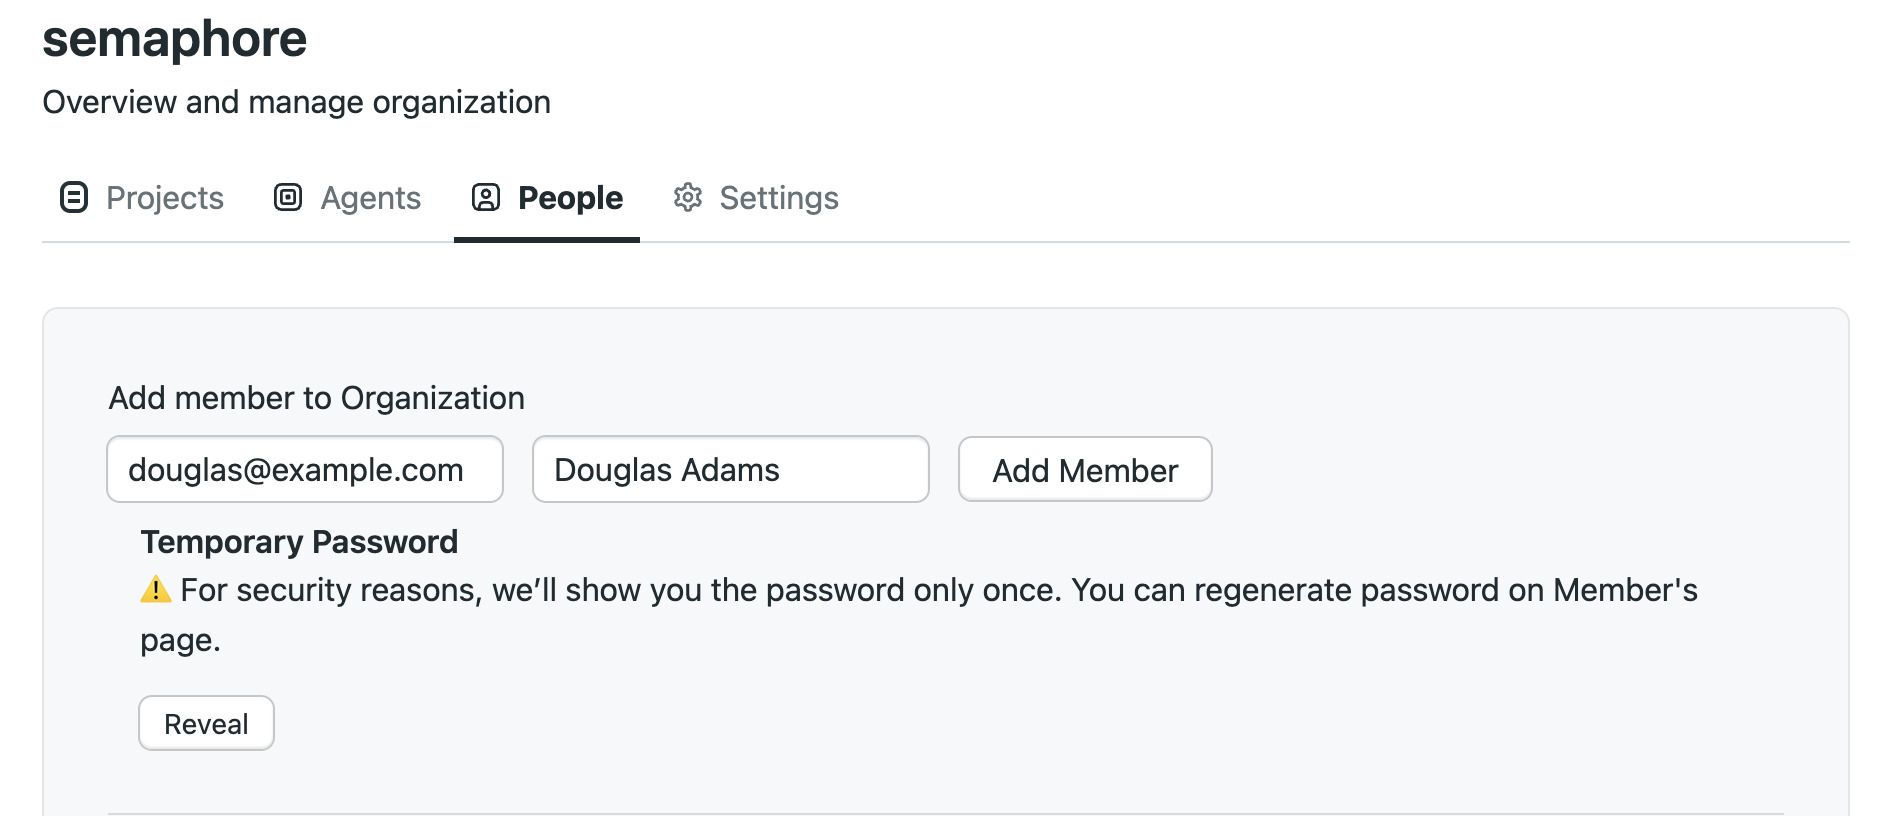 semaphore
Overview and manage organization
Projects Agents People Settings
Add member to Organization
douglas@example.com Douglas Adams Add Member
Temporary Password
⚠️ For security reasons, we’ll show you the password only once. You can regenerate password on Member's
page.
Reveal